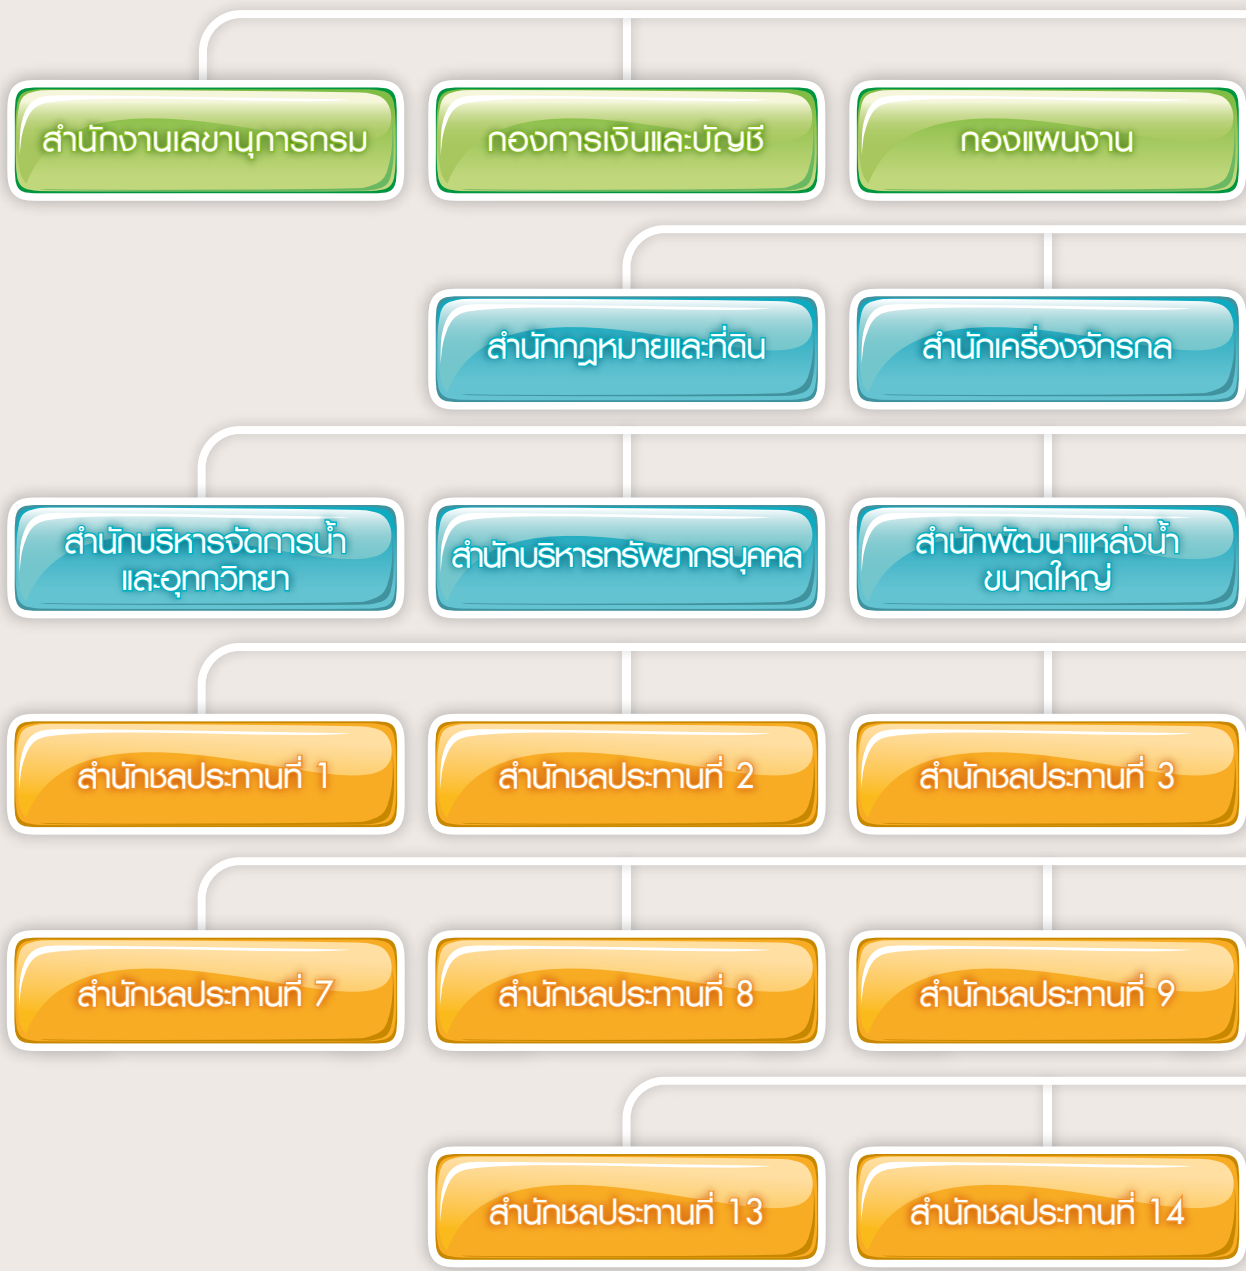 สำนักงานเลขานุการกรม
กองการเงินและบัญชี
กองแผนงาน
สำนักกฎหมายและที่ดิน
สำนักเครื่องจักรกล
สำนักบริหารจัดการน้ำ
และอุทกวิทยา
สำนักบริหารทรัพยากรบุคคล
สำนักพัฒนาแหล่งน้ำ
ขนาดใหญ่
สำนักชลประทานที่ 1
สำนักชลประทานที่ 2
สำนักชลประทานที่ 3
สำนักชลประทานที่ 7
สำนักชลประทานที่ 8
สำนักชลประทานที่ 9
สำนักชลประทานที่ 13
สำนักชลประทานที่ 14